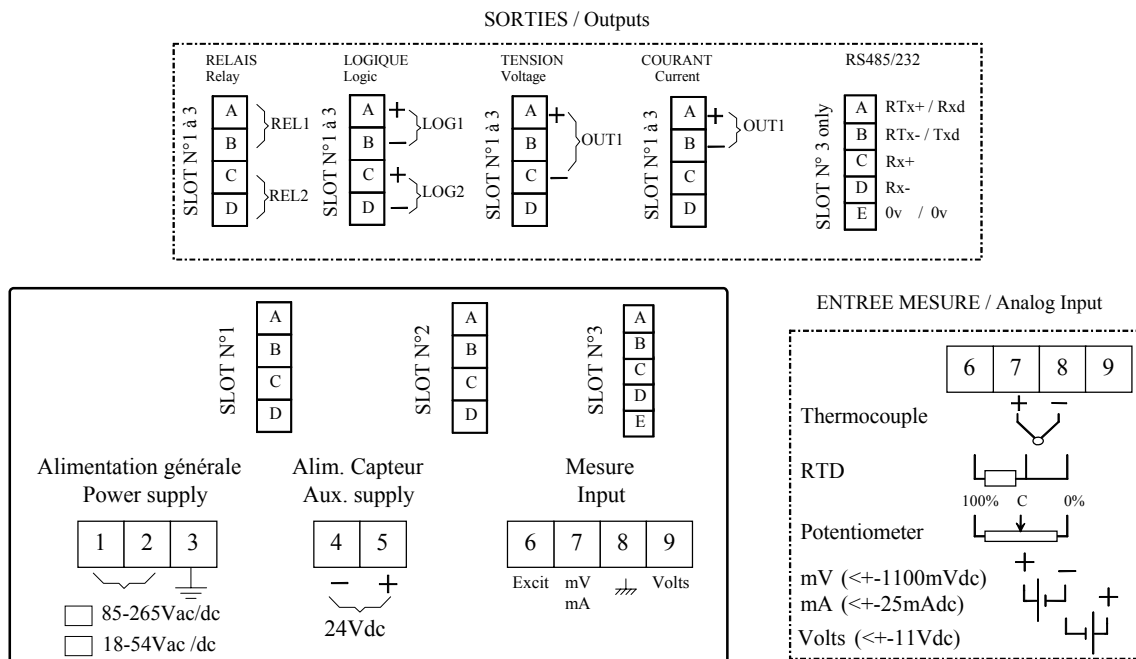 SORTIES / Outputs
RELAIS
Relay
SLOT N°1 à 3
A
B
C
D
REL1
REL2
LOGIQUE
Logic
SLOT N°1 à 3
A +
B −
C +
D −
LOG1
LOG2
TENSION
Voltage
SLOT N°1 à 3
A +
B
C −
D
OUT1
COURANT
Current
SLOT N°1 à 3
A +
B −
C
D
OUT1
RS485/232
SLOT N° 3 only
A RTx+ / Rxd
B RTx- / Txd
C Rx+
D Rx-
E 0v / 0v
SLOT N°1
A
B
C
D
SLOT N°2
A
B
C
D
SLOT N°3
A
B
C
D
E
Alimentation générale
Power supply
1 2 3
85-265Vac/dc
18-54Vac /dc
Alim. Capteur
Aux. supply
4 5
− +
24Vdc
Mesure
Input
6 7 8 9
Excit mV Volts
mA
ENTREE MESURE / Analog Input
6 7 8 9
+ −
Thermocouple
RTD
100% C 0%
Potentiometer
+ −
mV (<+-1100mVdc)
mA (<+-25mAdc)
+
Volts (<+-11Vdc)